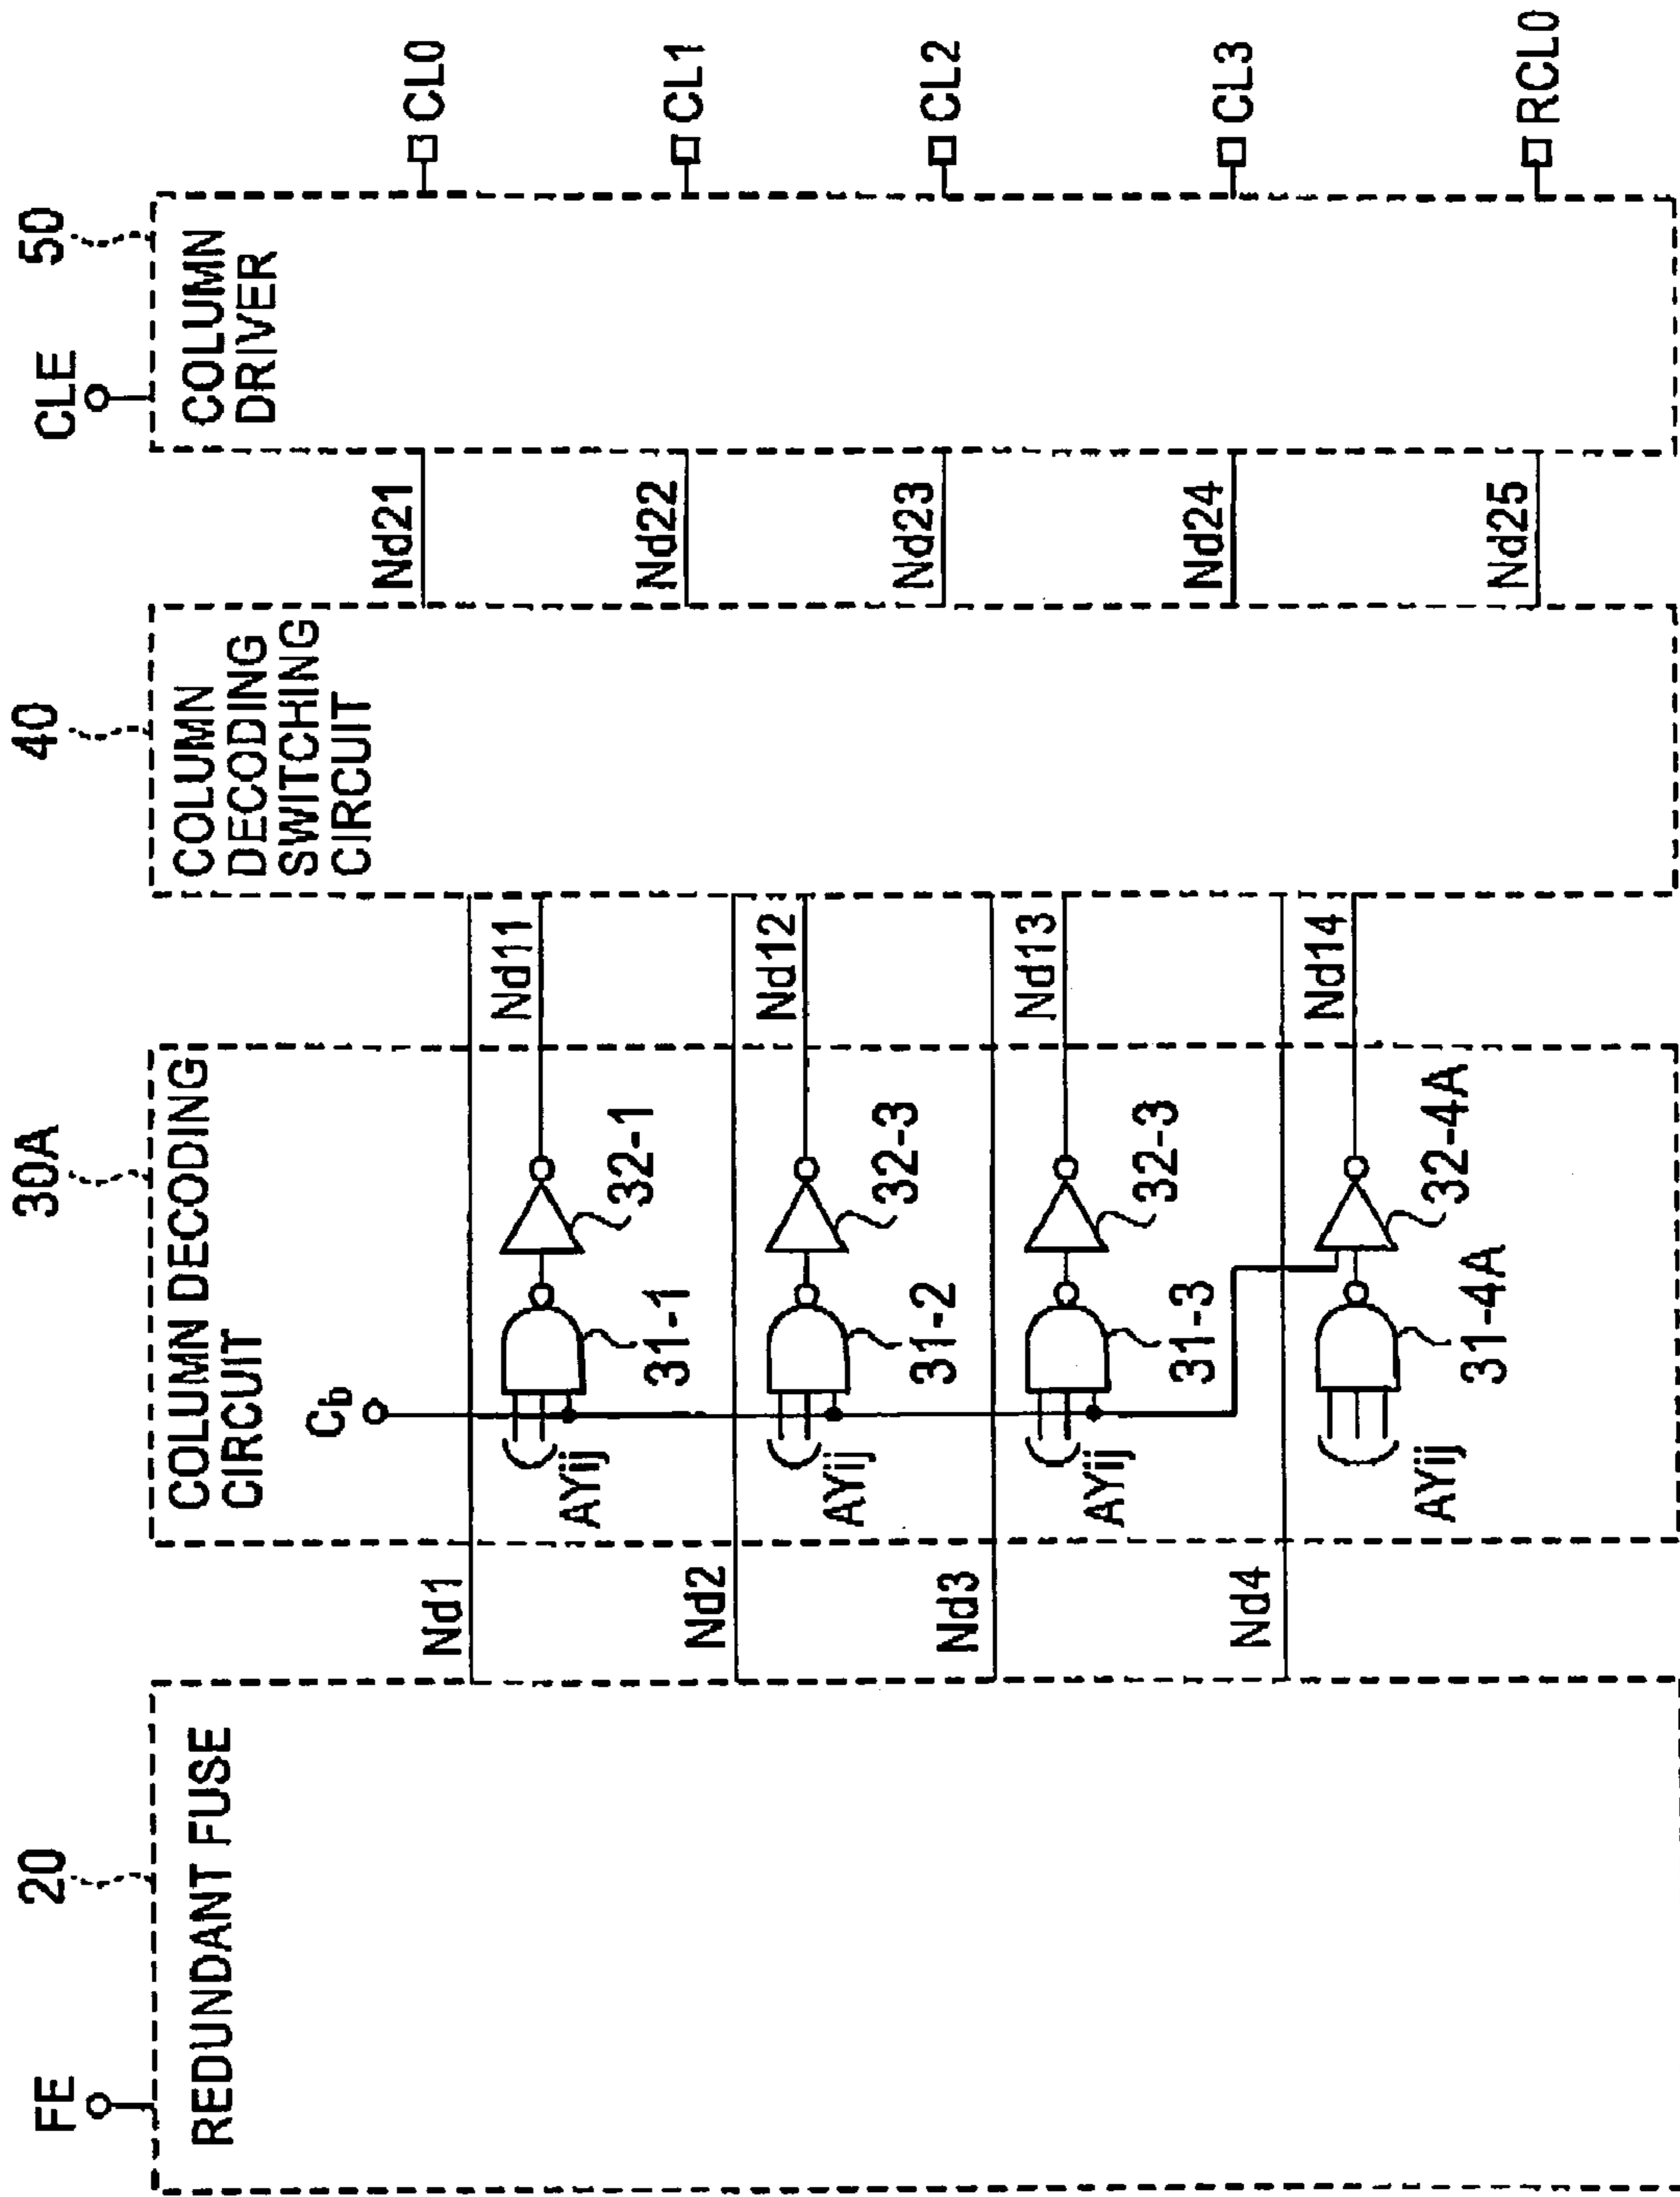 FE
20
REDUNDANT FUSE
Nd1
Nd2
Nd3
Nd4
30A
COLUMN DECODING
CIRCUIT
Cb
AYij
31-1
32-1
AYij
31-2
32-3
AYij
31-3
32-3
AYij
31-4A
32-4A
Nd11
Nd12
Nd13
Nd14
40
COLUMN
DECODING
SWITCHING
CIRCUIT
Nd21
Nd22
Nd23
Nd24
Nd25
CLE
50
COLUMN
DRIVER
CL0
CL1
CL2
CL3
RCL0